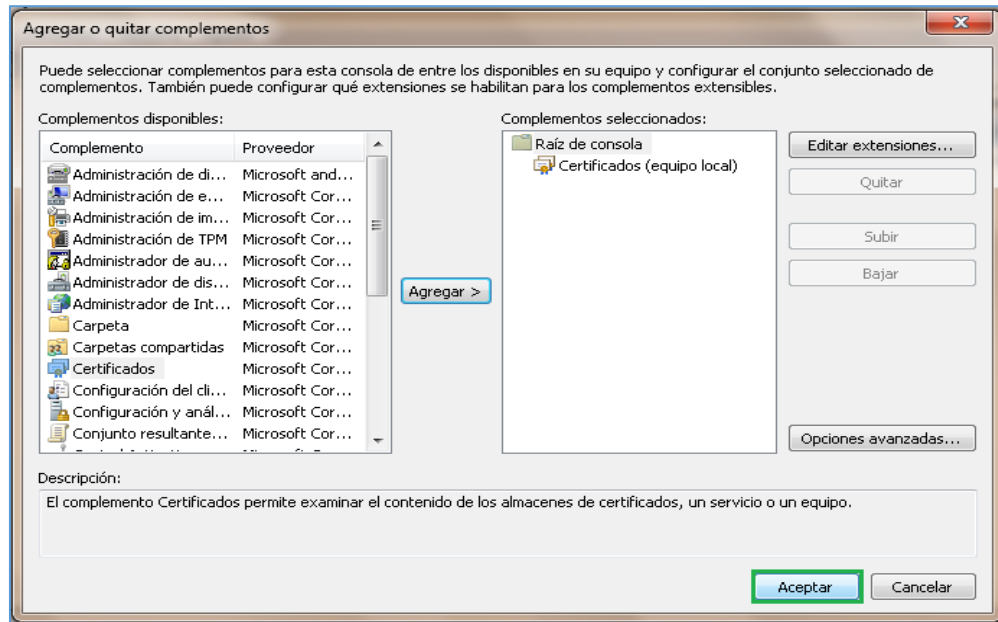 Agregar o quitar complementos
Puede seleccionar complementos para esta consola de entre los disponibles en su equipo y configurar el conjunto seleccionado de
complementos. También puede configurar qué extensiones se habilitan para los complementos extensibles.
Complementos disponibles:
Complemento Proveedor
Administración de di... Microsoft and...
Administración de e... Microsoft Cor...
Administración de im... Microsoft Cor...
Administración de TPM Microsoft Cor...
Administrador de au... Microsoft Cor...
Administrador de dis... Microsoft Cor...
Administrador de Int... Microsoft Cor...
Carpeta Microsoft Cor...
Carpetas compartidas Microsoft Cor...
Certificados Microsoft Cor...
Configuración del cli... Microsoft Cor...
Configuración y anál... Microsoft Cor...
Conjunto resultante... Microsoft Cor...
Agregar >
Complementos seleccionados:
Raíz de consola
Certificados (equipo local)
Editar extensiones...
Quitar
Subir
Bajar
Opciones avanzadas...
Descripción:
El complemento Certificados permite examinar el contenido de los almacenes de certificados, un servicio o un equipo.
Aceptar
Cancelar